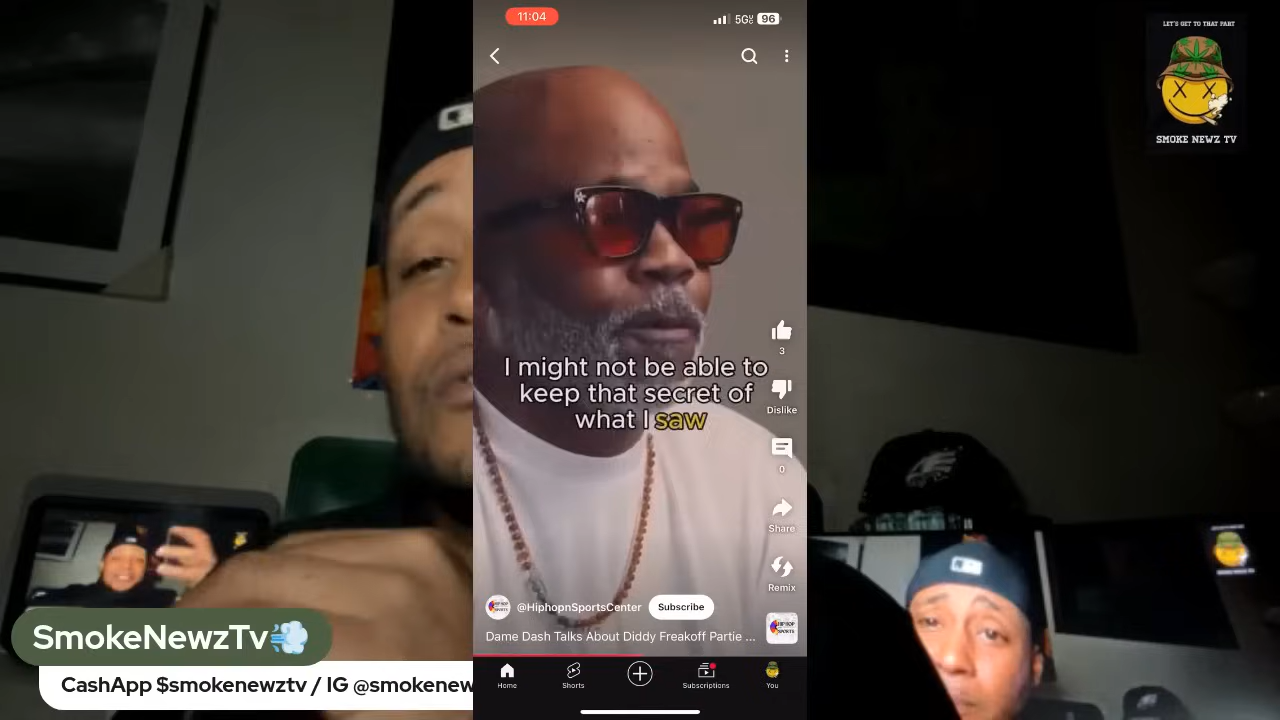 11:04
5G
96
LET'S GET TO THAT PART
SMOKE NEWZ TV
I might not be able to
keep that secret of
what I saw
3
Dislike
0
Share
Remix
@HiphopnSportsCenter
Subscribe
Dame Dash Talks About Diddy Freakoff Partie ...
HIPHOP
SPORTS
Home
Shorts
Subscriptions
You
SmokeNewzTv💨
CashApp $smokenewztv / IG @smokenew